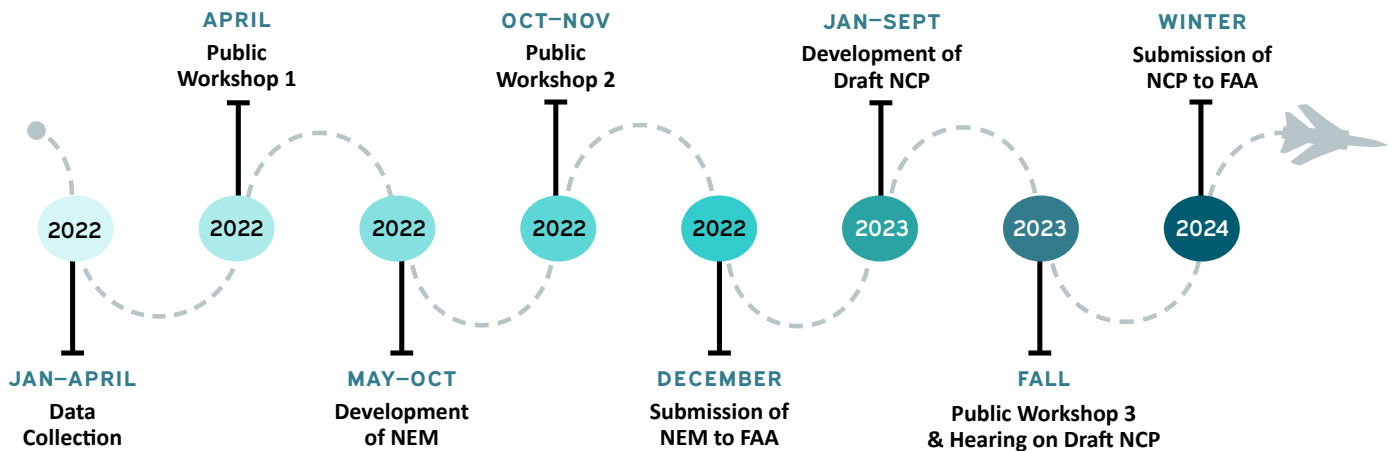 APRIL
Public
Workshop 1
OCT–NOV
Public
Workshop 2
JAN–SEPT
Development of
Draft NCP
WINTER
Submission of
NCP to FAA
2022
2022
2022
2022
2022
2023
2023
2024
JAN–APRIL
Data
Collection
MAY–OCT
Development
of NEM
DECEMBER
Submission of
NEM to FAA
FALL
Public Workshop 3
& Hearing on Draft NCP